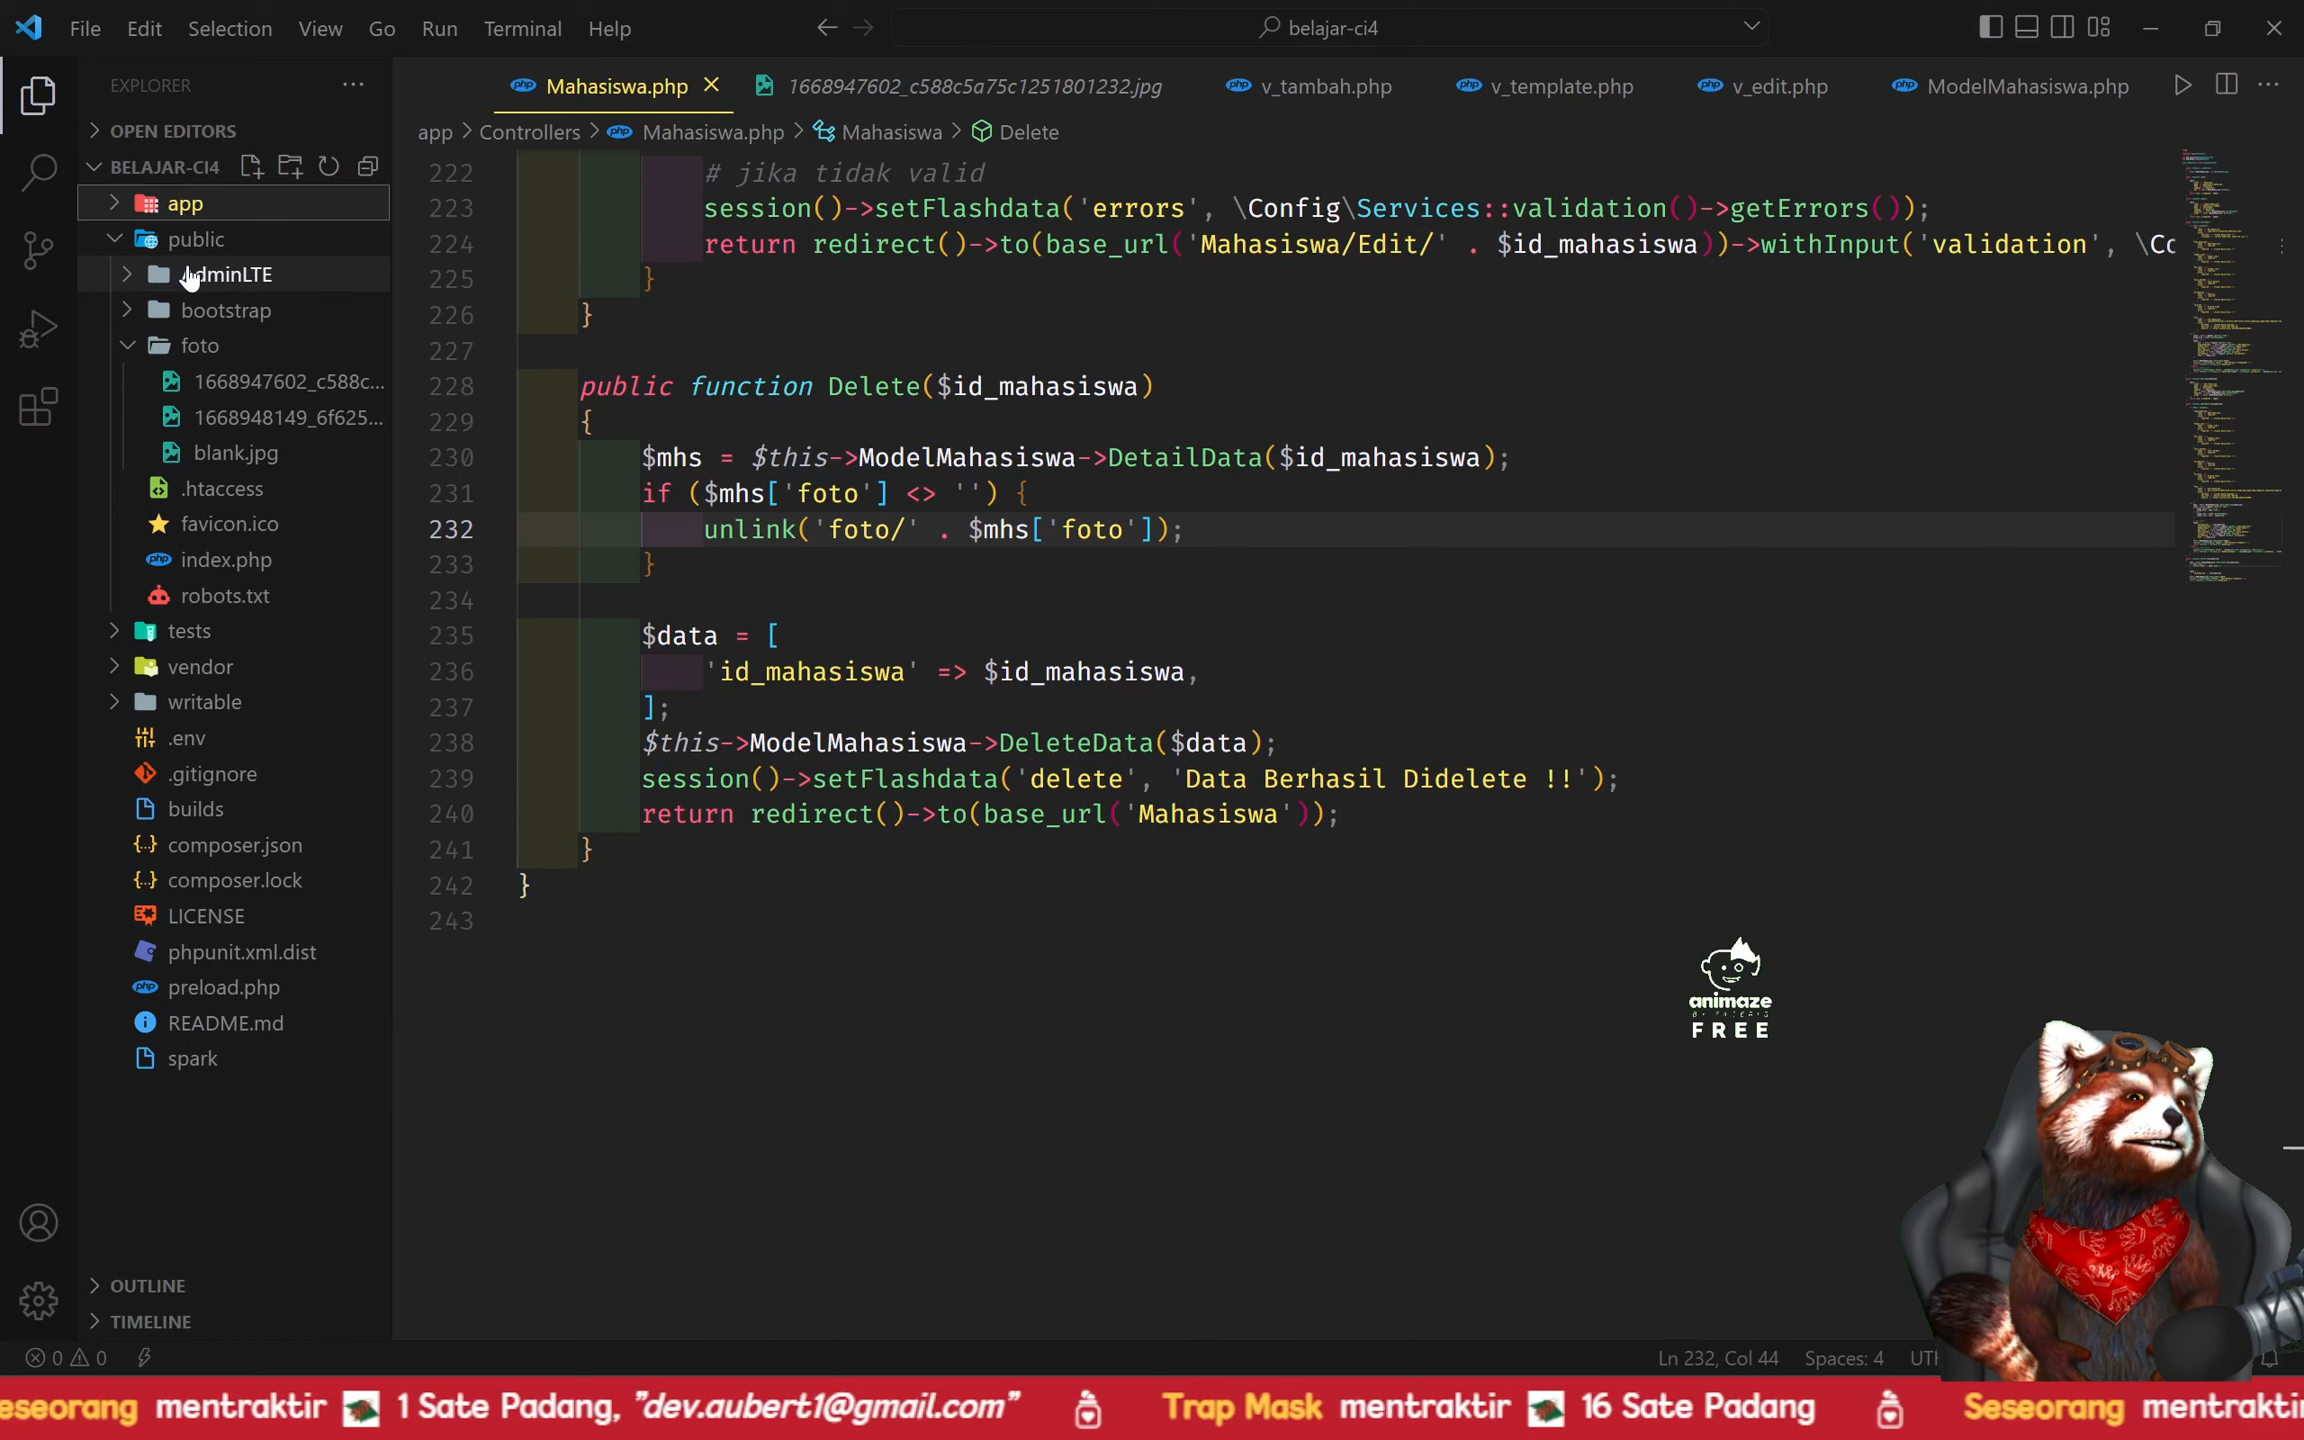 File Edit Selection View Go Run Terminal Help
belajar-ci4
EXPLORER
OPEN EDITORS
BELAJAR-CI4
app
public
AdminLTE
bootstrap
foto
1668947602_c588c...
1668948149_6f625...
blank.jpg
.htaccess
favicon.ico
index.php
robots.txt
tests
vendor
writable
.env
.gitignore
builds
composer.json
composer.lock
LICENSE
phpunit.xml.dist
preload.php
README.md
spark
OUTLINE
TIMELINE
Mahasiswa.php 1668947602_c588c5a75c1251801232.jpg v_tambah.php v_template.php v_edit.php ModelMahasiswa.php
app > Controllers > Mahasiswa.php > Mahasiswa > Delete
222 # jika tidak valid
223 session()->setFlashdata('errors', \Config\Services::validation()->getErrors());
224 return redirect()->to(base_url('Mahasiswa/Edit/' . $id_mahasiswa))->withInput('validation', \Co
225 }
226 }
227
228 public function Delete($id_mahasiswa)
229 {
230 $mhs = $this->ModelMahasiswa->DetailData($id_mahasiswa);
231 if ($mhs['foto'] <> '') {
232 unlink('foto/' . $mhs['foto']);
233 }
234
235 $data = [
236 'id_mahasiswa' => $id_mahasiswa,
237 ];
238 $this->ModelMahasiswa->DeleteData($data);
239 session()->setFlashdata('delete', 'Data Berhasil Didelete !!');
240 return redirect()->to(base_url('Mahasiswa'));
241 }
242 }
243
animaze
FREE
0 0 Ln 232, Col 44 Spaces: 4
eseorang mentraktir 1 Sate Padang, "dev.aubert1@gmail.com" Trap Mask mentraktir 16 Sate Padang Seseorang mentrakti